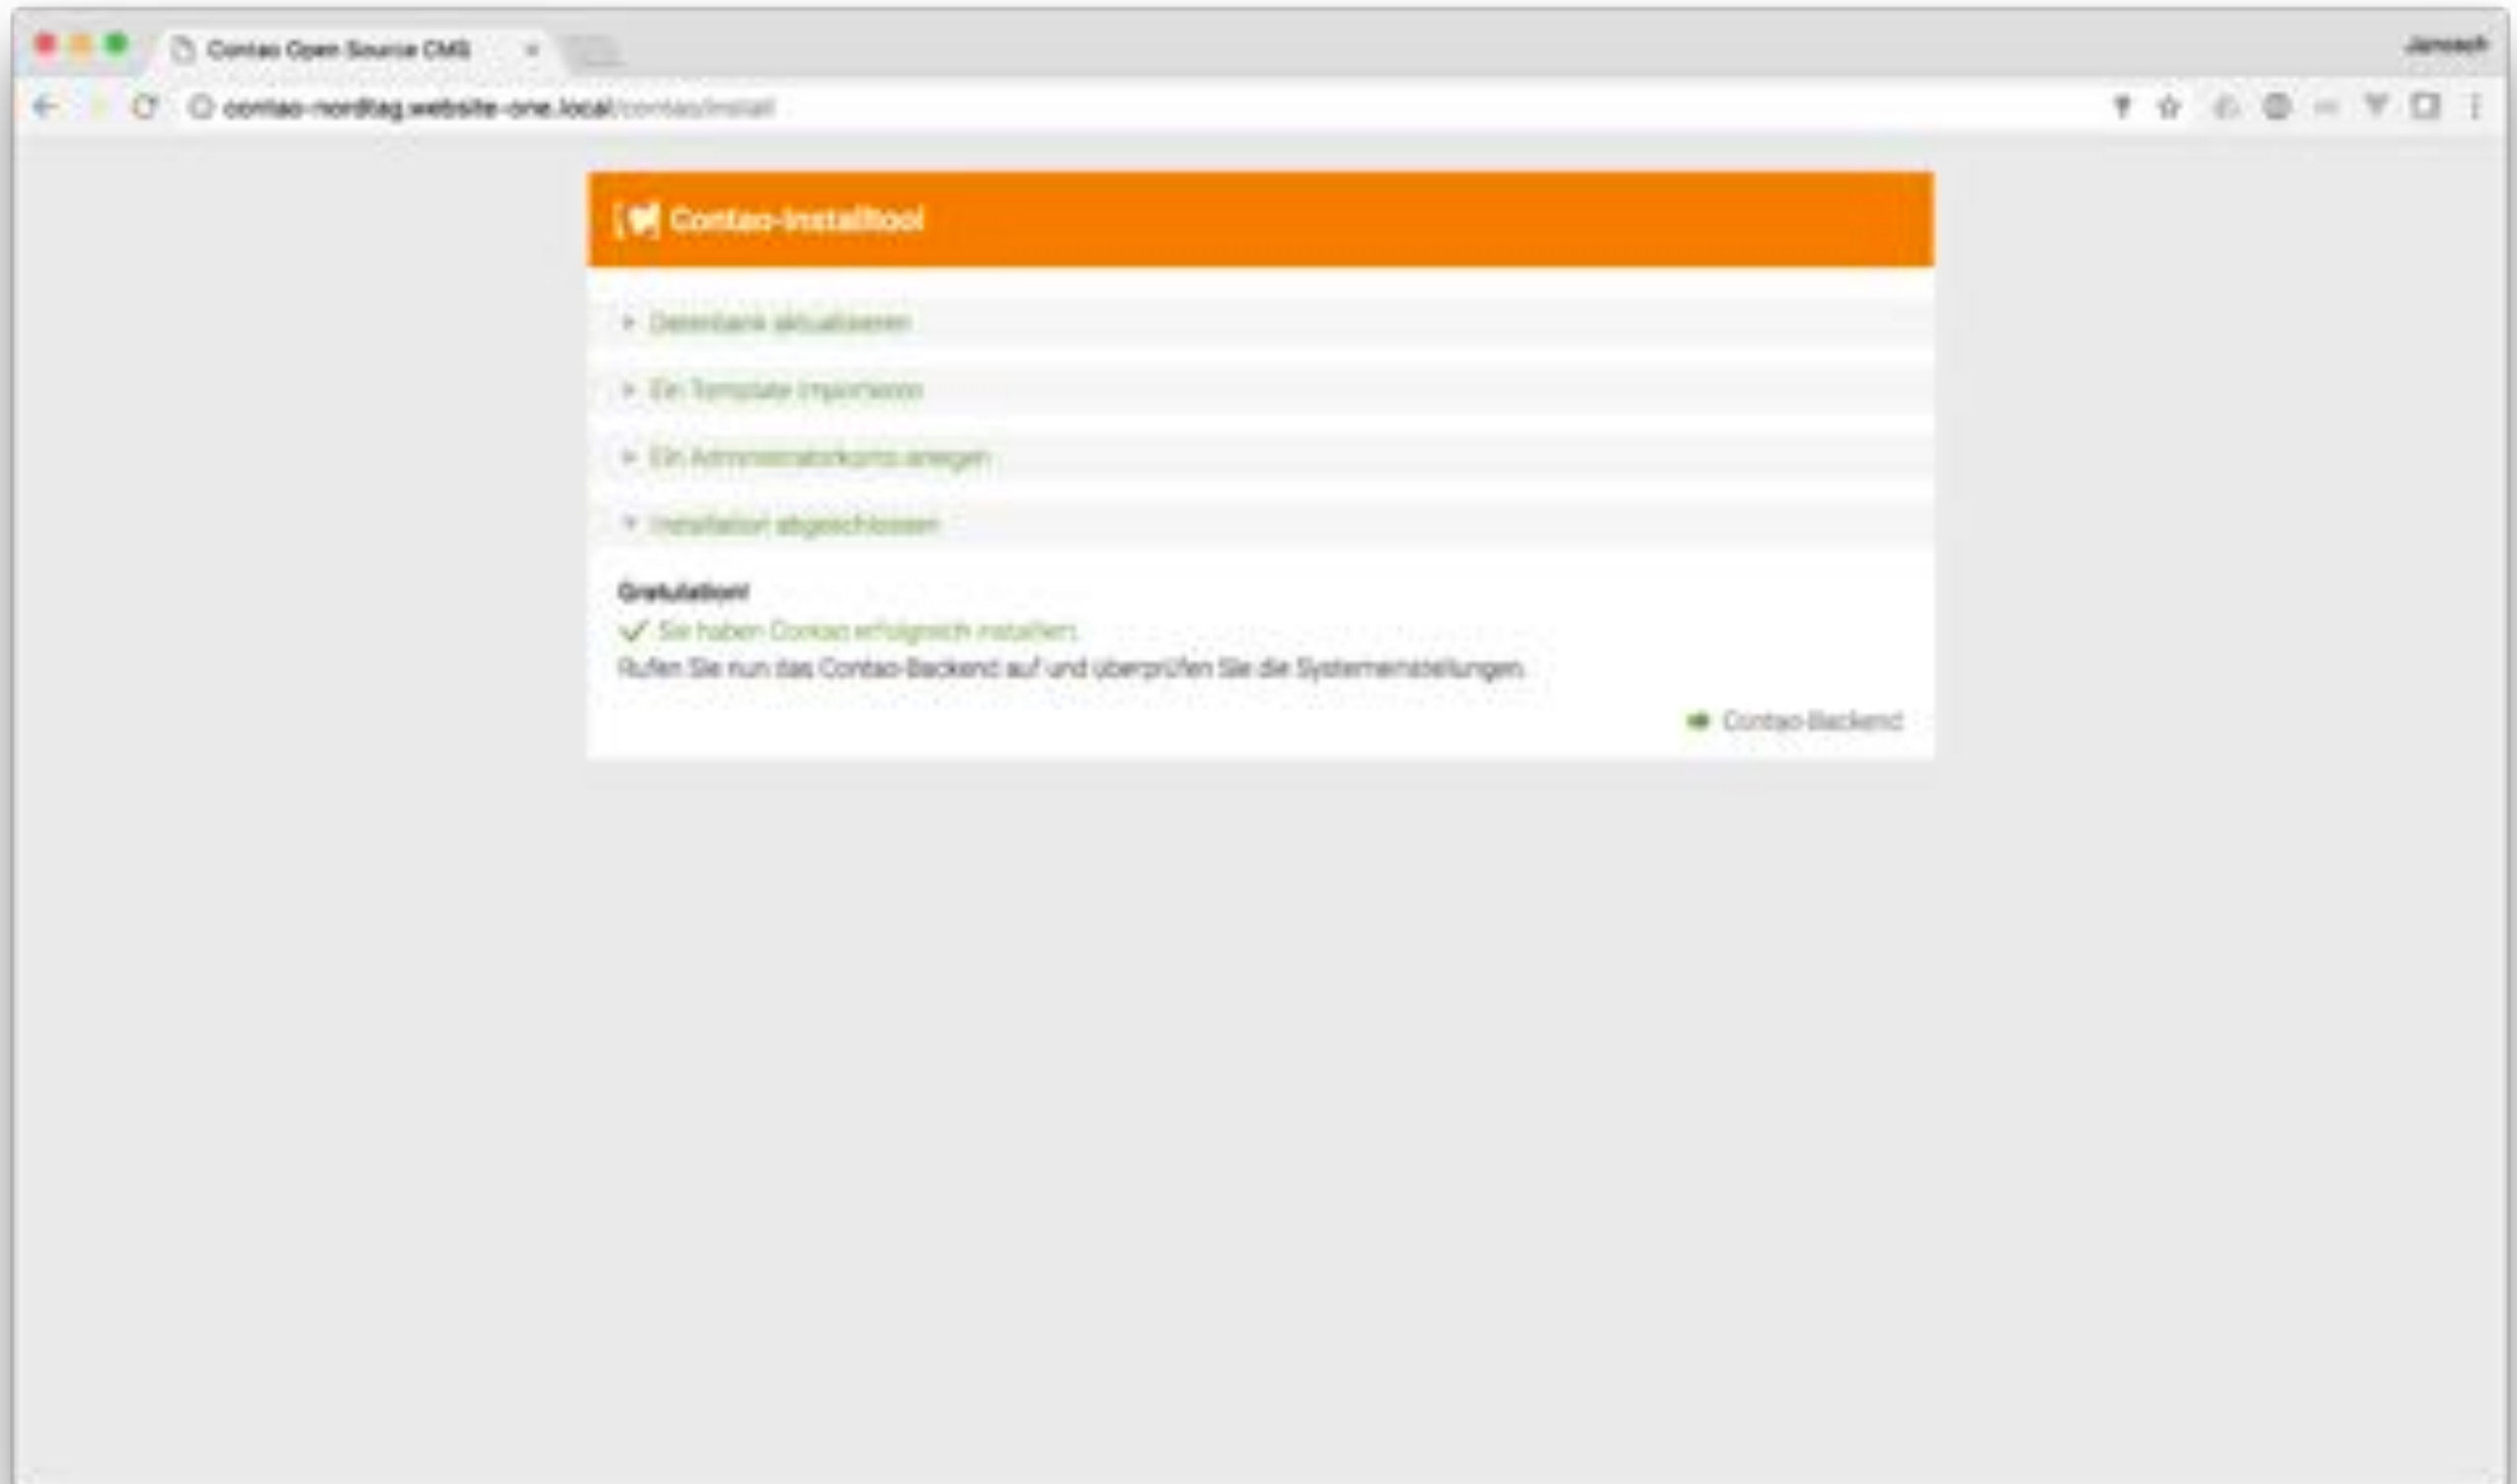 Contao Open Source CMS
Janosch
contao-nordtag.website-one.local/contao/install
Contao-Installtool
Datenbank aktualisieren
Ein Template importieren
Ein Administratorkonto anlegen
Installation abgeschlossen
Gratulation!
Sie haben Contao erfolgreich installiert.
Rufen Sie nun das Contao-Backend auf und überprüfen Sie die Systemeinstellungen.
Contao-Backend